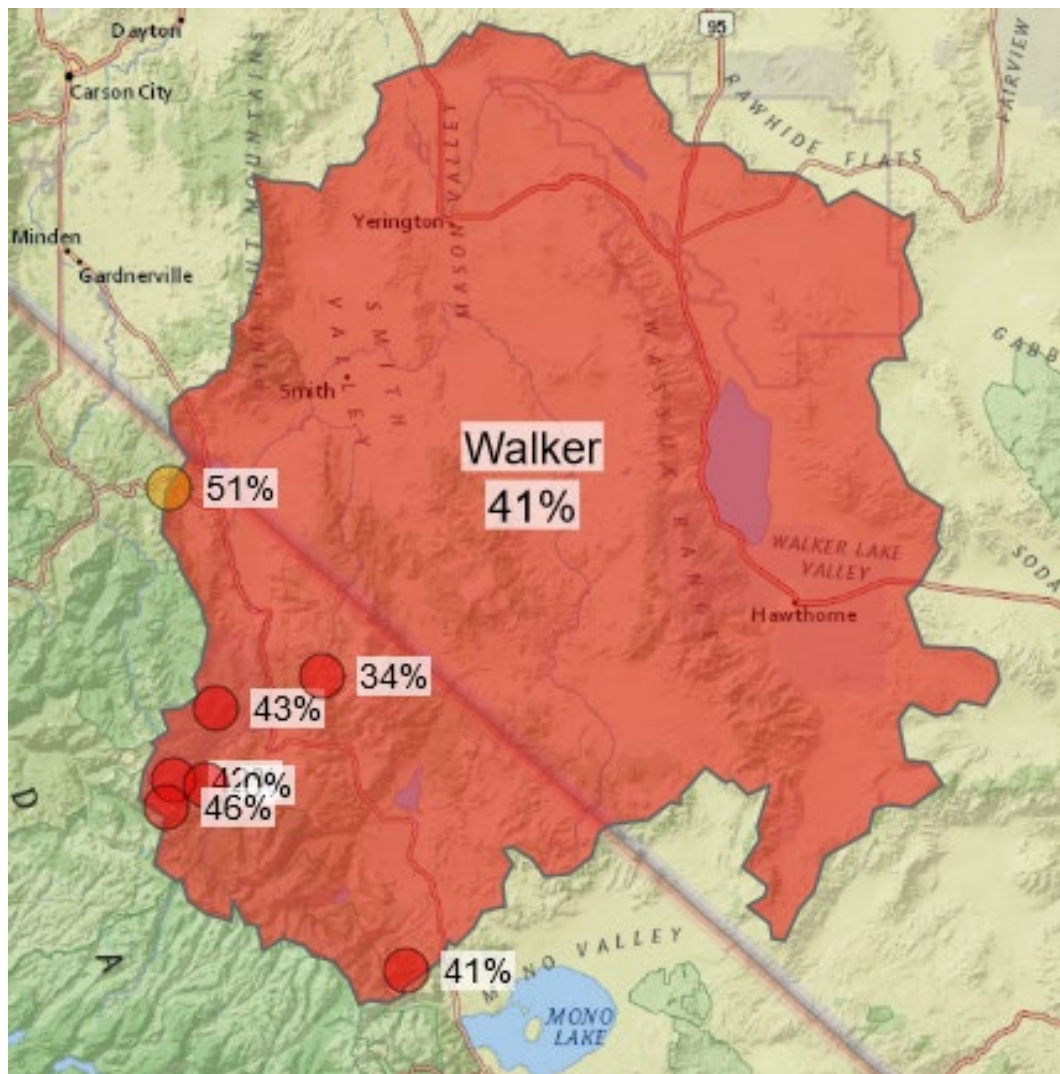 Dayton
95
Carson City
RAWHIDE FLATS
FAIRVIEW
MOUNTAINS
MASON VALLEY
Yerington
Minden
Gardnerville
SMITH
VALLEY
Smith
WASSUK RANGE
Walker
41%
51%
WALKER LAKE
VALLEY
SODA
Hawthorne
34%
43%
0%
46%
D
A
41%
MONO VALLEY
MONO
LAKE